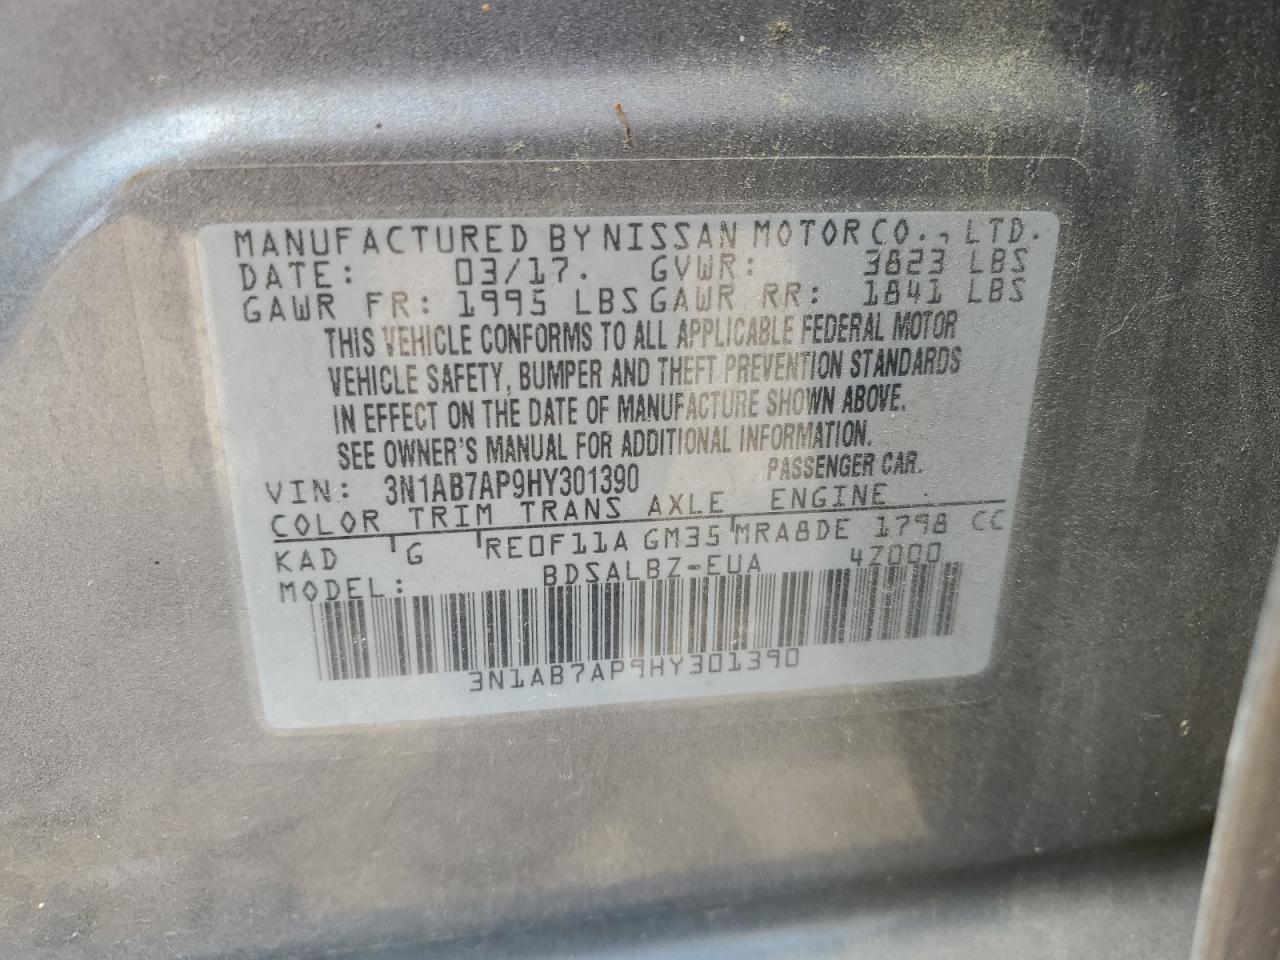 MANUFACTURED BY NISSAN MOTOR CO., LTD.
DATE: 03/17. GVWR: 3823 LBS
GAWR FR: 1995 LBS GAWR RR: 1841 LBS
THIS VEHICLE CONFORMS TO ALL APPLICABLE FEDERAL MOTOR
VEHICLE SAFETY, BUMPER AND THEFT PREVENTION STANDARDS
IN EFFECT ON THE DATE OF MANUFACTURE SHOWN ABOVE.
SEE OWNER'S MANUAL FOR ADDITIONAL INFORMATION.
VIN: 3N1AB7AP9HY301390 PASSENGER CAR.
COLOR TRIM TRANS AXLE ENGINE
KAD G RE0F11A GM35 MRA8DE 1798 CC
MODEL: BDSALBZ-EUA 4Z000
3N1AB7AP9HY301390